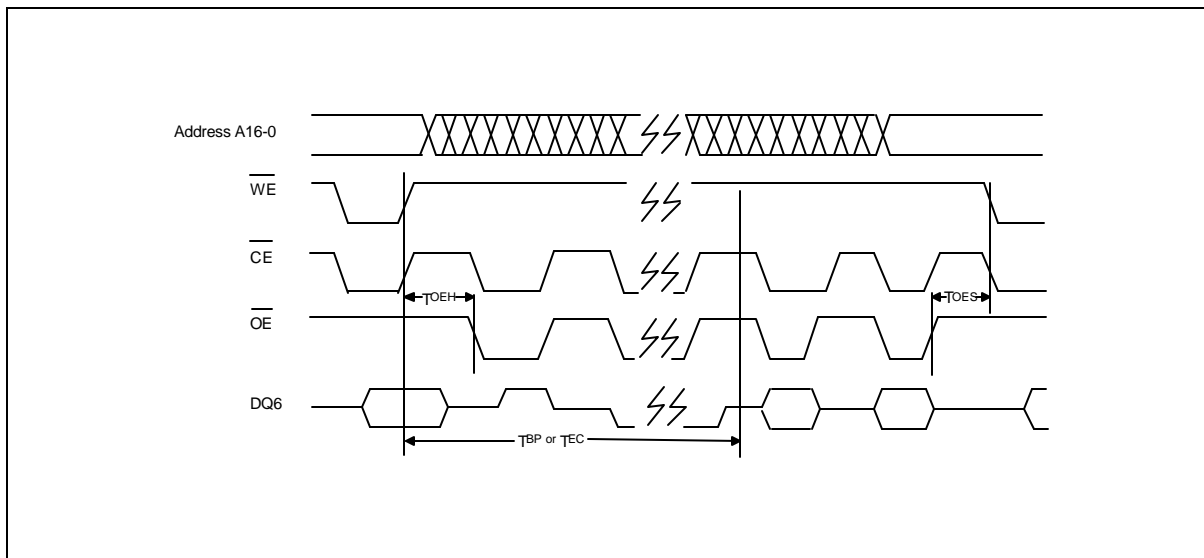 Address A16-0
WE
CE
TOEH
TOES
OE
DQ6
TBP or TEC